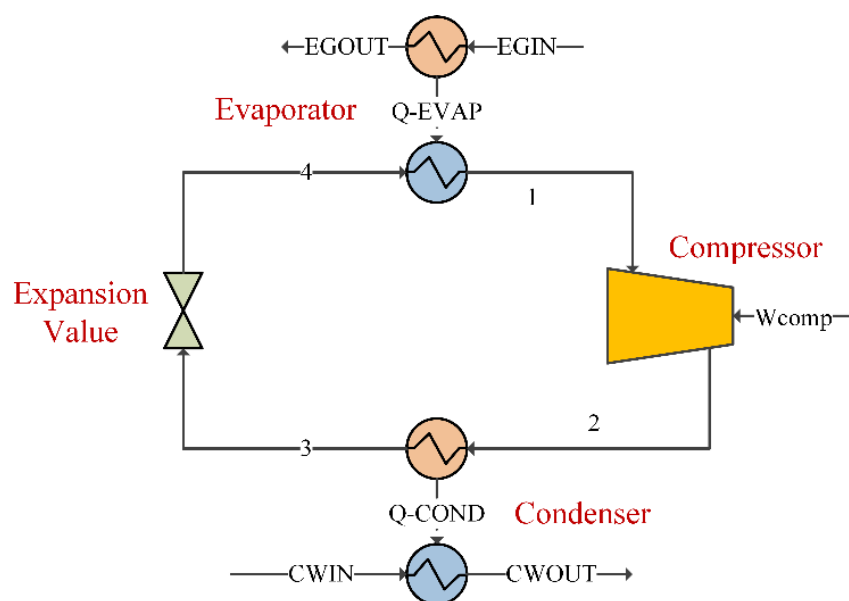 EGOUT
EGIN
Evaporator
Q-EVAP
4
1
Compressor
Expansion
Value
Wcomp
3
2
Q-COND
Condenser
CWIN
CWOUT